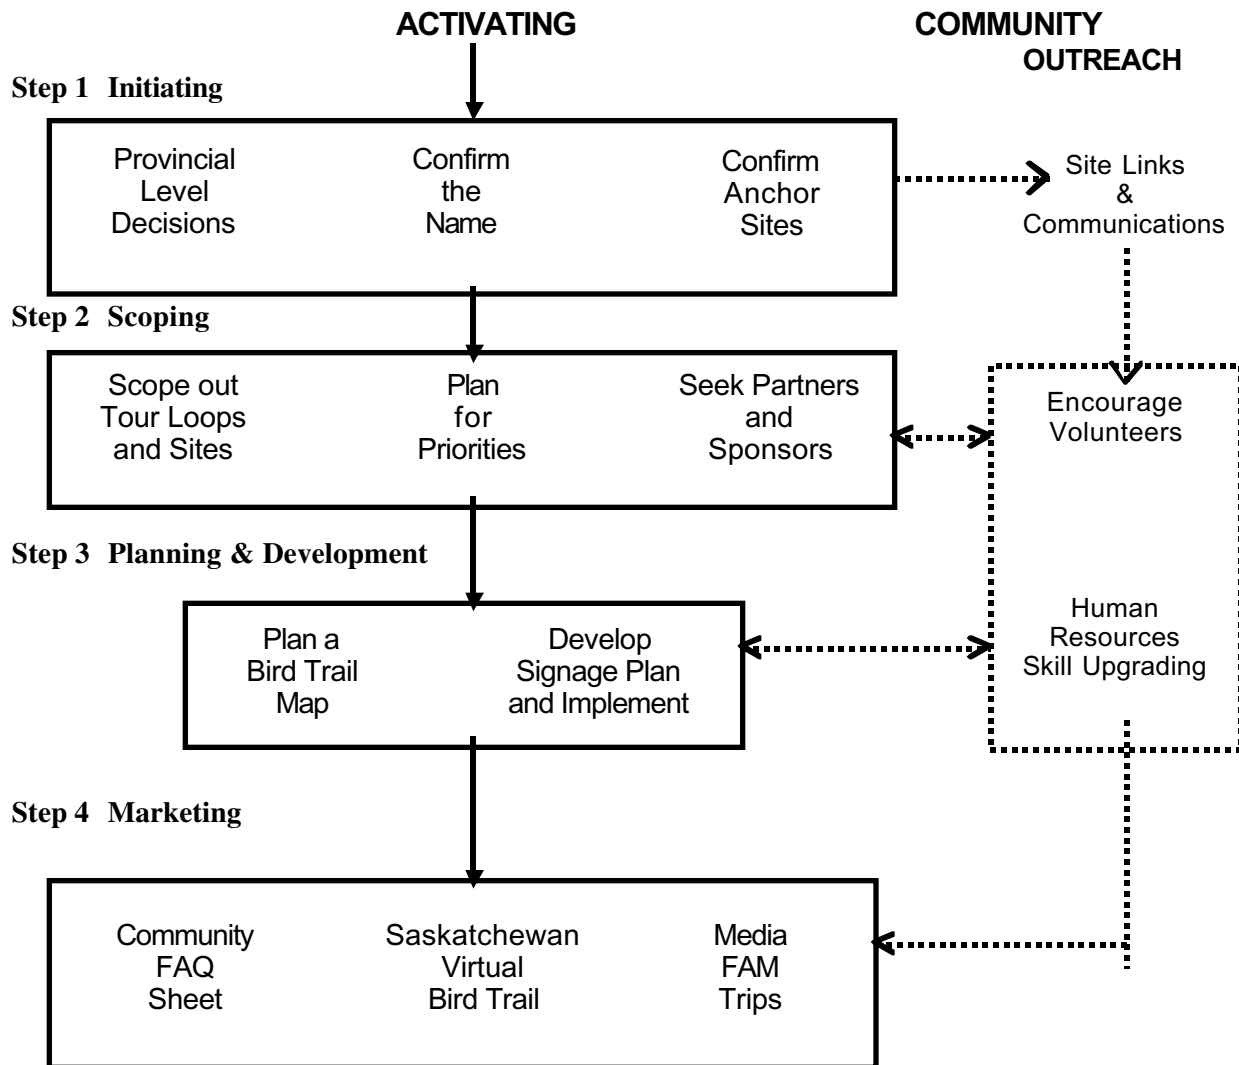 ACTIVATING
COMMUNITY
OUTREACH
Step 1 Initiating
Provincial
Level
Decisions
Confirm
the
Name
Confirm
Anchor
Sites
Site Links
&
Communications
Step 2 Scoping
Scope out
Tour Loops
and Sites
Plan
for
Priorities
Seek Partners
and
Sponsors
Encourage
Volunteers
Step 3 Planning & Development
Plan a
Bird Trail
Map
Develop
Signage Plan
and Implement
Human
Resources
Skill Upgrading
Step 4 Marketing
Community
FAQ
Sheet
Saskatchewan
Virtual
Bird Trail
Media
FAM
Trips